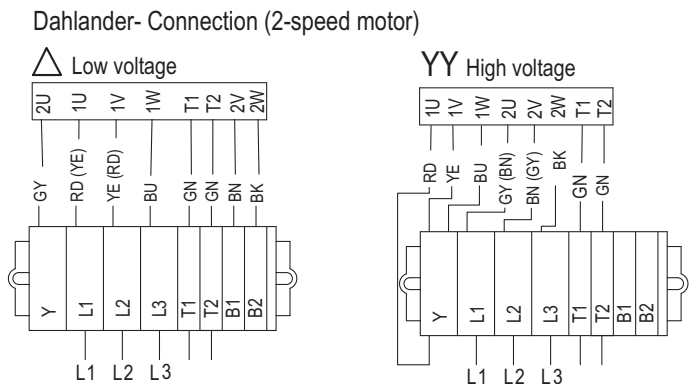 Dahlander- Connection (2-speed motor)
△ Low voltage
2U 1U 1V 1W T1 T2 2V 2W
GY RD (YE) YE (RD) BU GN GN BN BK
Y L1 L2 L3 T1 T2 B1 B2
L1 L2 L3
YY High voltage
1U 1V 1W 2U 2V 2W T1 T2
RD YE BU GY (BN) BN (GY) BK GN GN
Y L1 L2 L3 T1 T2 B1 B2
L1 L2 L3